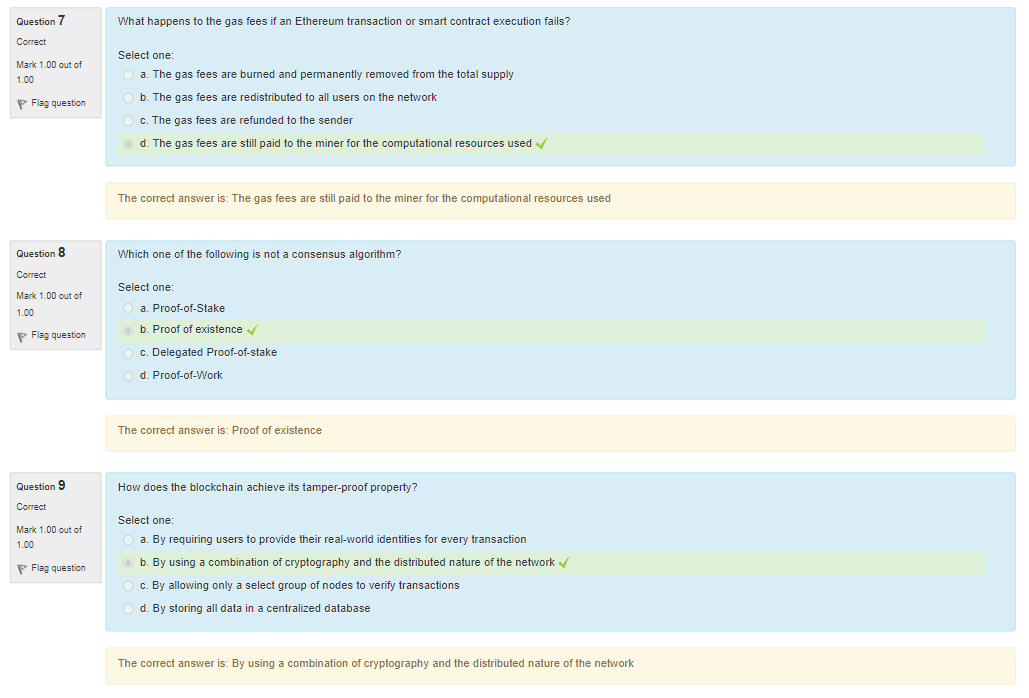 Question 7
Correct
Mark 1.00 out of
1.00
Flag question
What happens to the gas fees if an Ethereum transaction or smart contract execution fails?
Select one:
a. The gas fees are burned and permanently removed from the total supply
b. The gas fees are redistributed to all users on the network
c. The gas fees are refunded to the sender
d. The gas fees are still paid to the miner for the computational resources used
The correct answer is: The gas fees are still paid to the miner for the computational resources used
Question 8
Correct
Mark 1.00 out of
1.00
Flag question
Which one of the following is not a consensus algorithm?
Select one:
a. Proof-of-Stake
b. Proof of existence
c. Delegated Proof-of-stake
d. Proof-of-Work
The correct answer is: Proof of existence
Question 9
Correct
Mark 1.00 out of
1.00
Flag question
How does the blockchain achieve its tamper-proof property?
Select one:
a. By requiring users to provide their real-world identities for every transaction
b. By using a combination of cryptography and the distributed nature of the network
c. By allowing only a select group of nodes to verify transactions
d. By storing all data in a centralized database
The correct answer is: By using a combination of cryptography and the distributed nature of the network